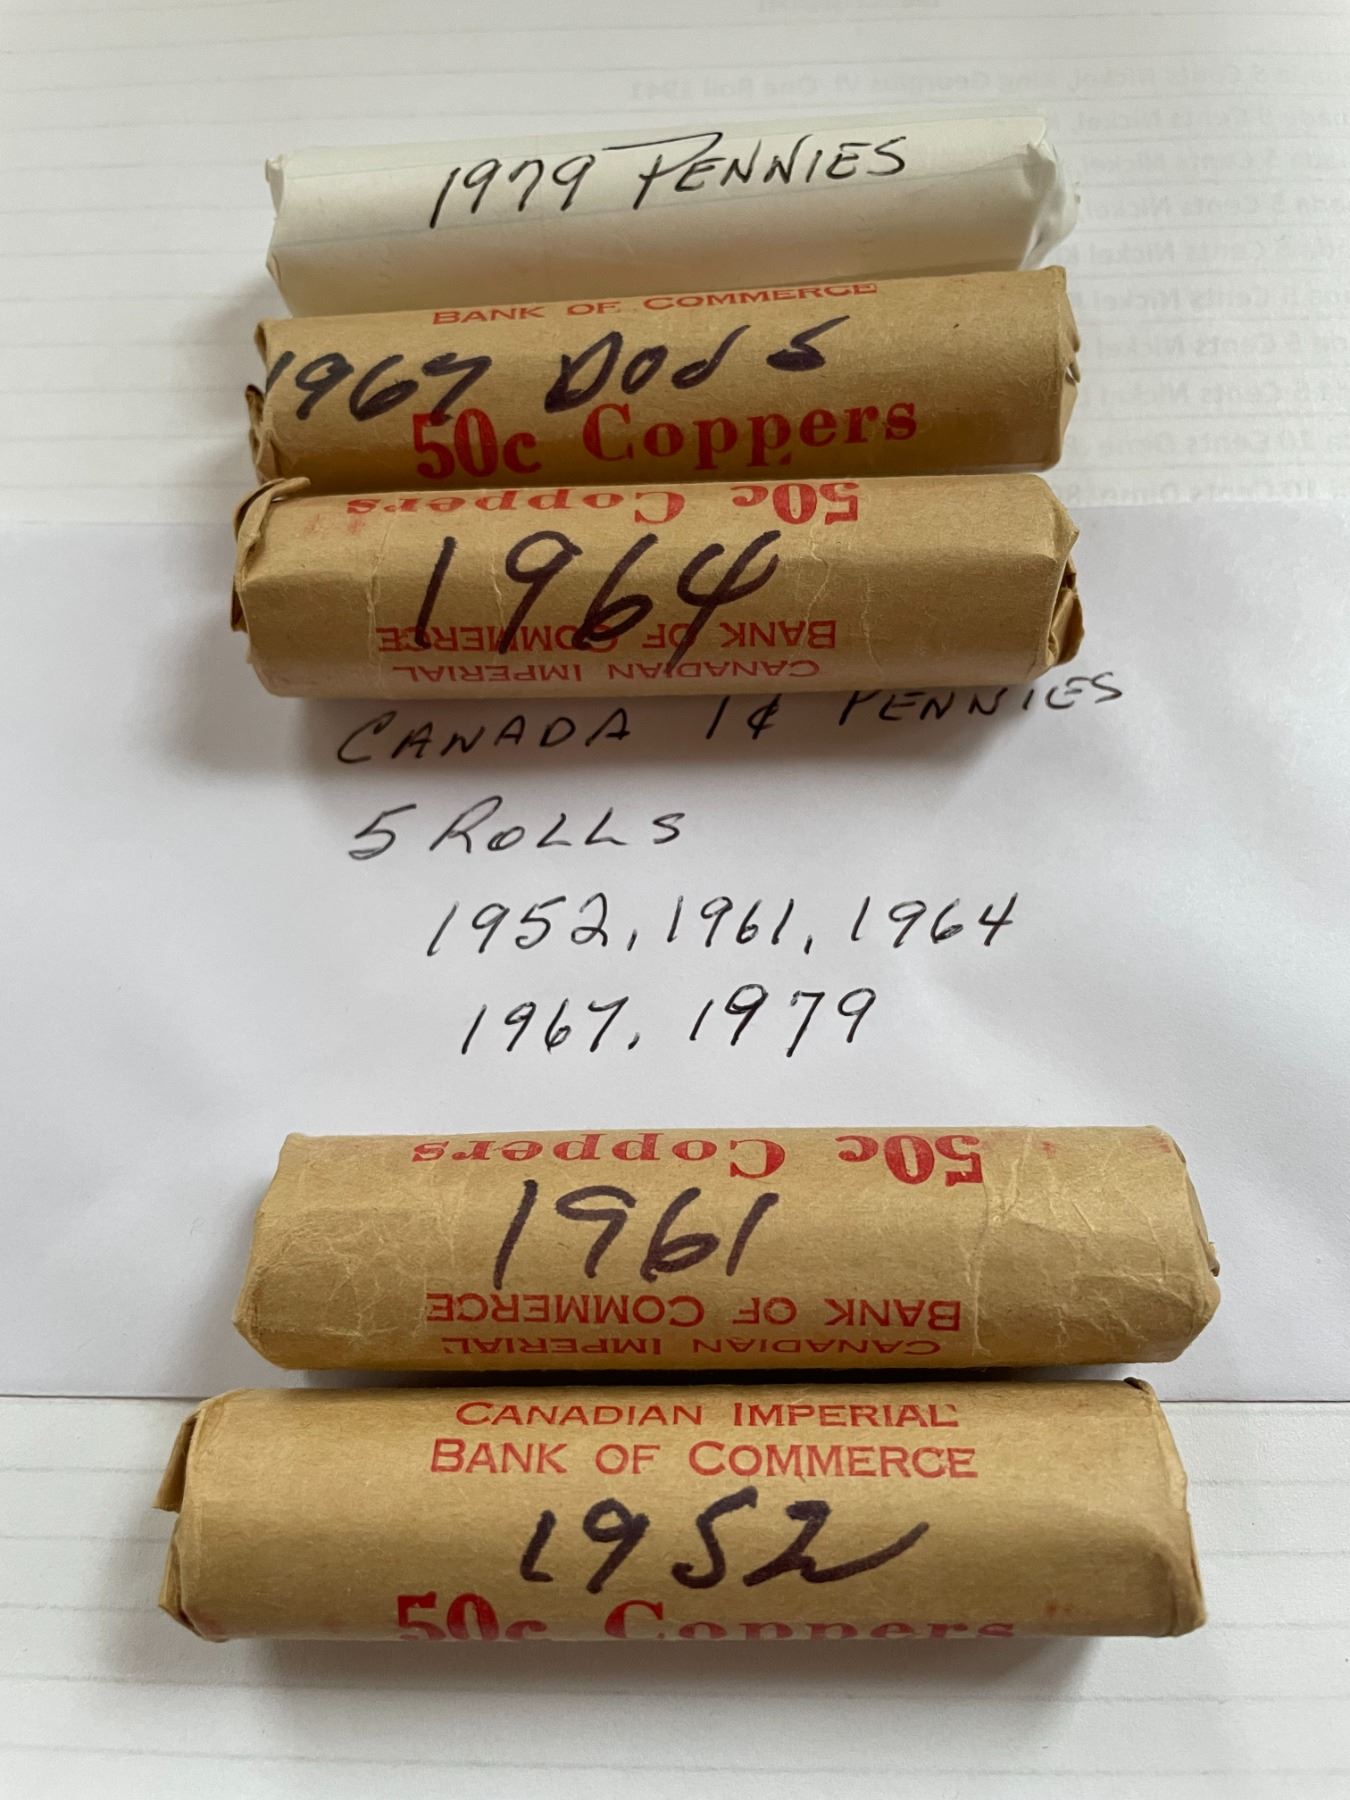 1979 PENNIES
BANK OF COMMERCE
1967
50c Coppers
50c Coppers
1964
BANK OF COMMERCE
CANADIAN IMPERIAL
CANADA 1¢ PENNIES
5 ROLLS
1952, 1961, 1964
1967, 1979
50c Coppers
1961
BANK OF COMMERCE
CANADIAN IMPERIAL
CANADIAN IMPERIAL
BANK OF COMMERCE
1952
50c Coppers